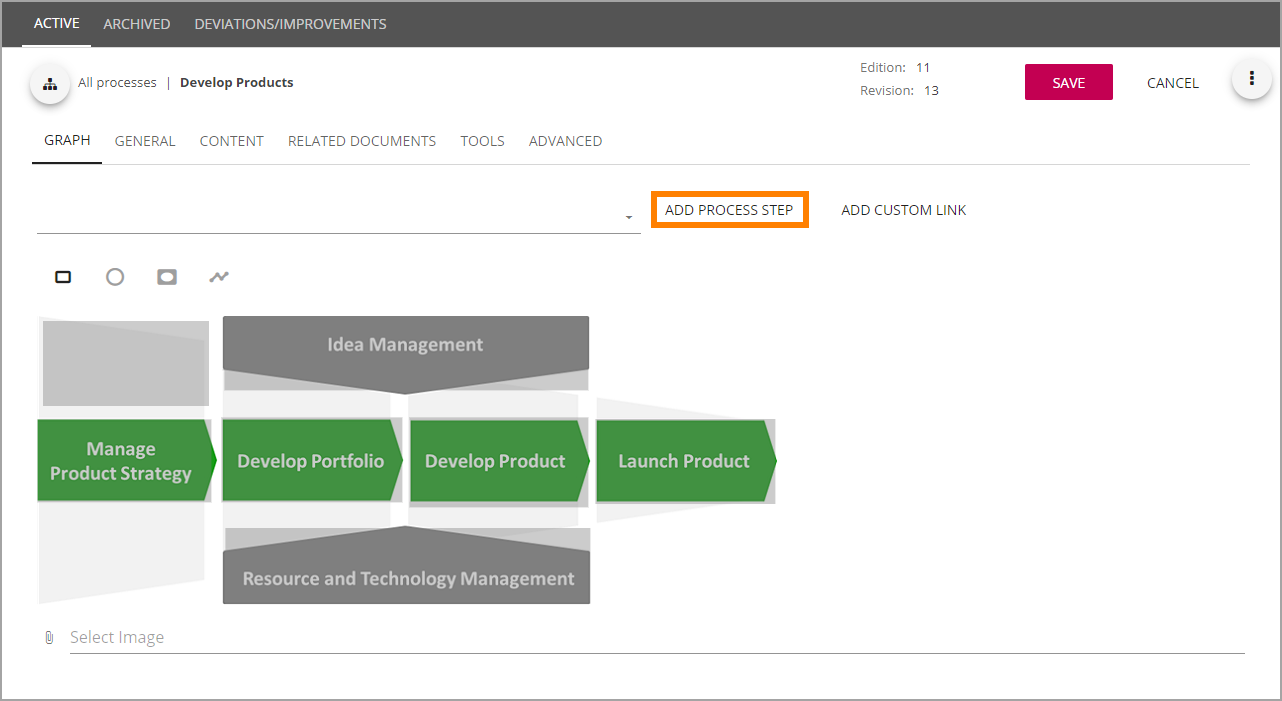 ACTIVE ARCHIVED DEVIATIONS/IMPROVEMENTS
All processes | Develop Products
Edition: 11
Revision: 13
SAVE CANCEL
GRAPH GENERAL CONTENT RELATED DOCUMENTS TOOLS ADVANCED
ADD PROCESS STEP ADD CUSTOM LINK
Idea Management
Manage
Product Strategy
Develop Portfolio
Develop Product
Launch Product
Resource and Technology Management
Select Image